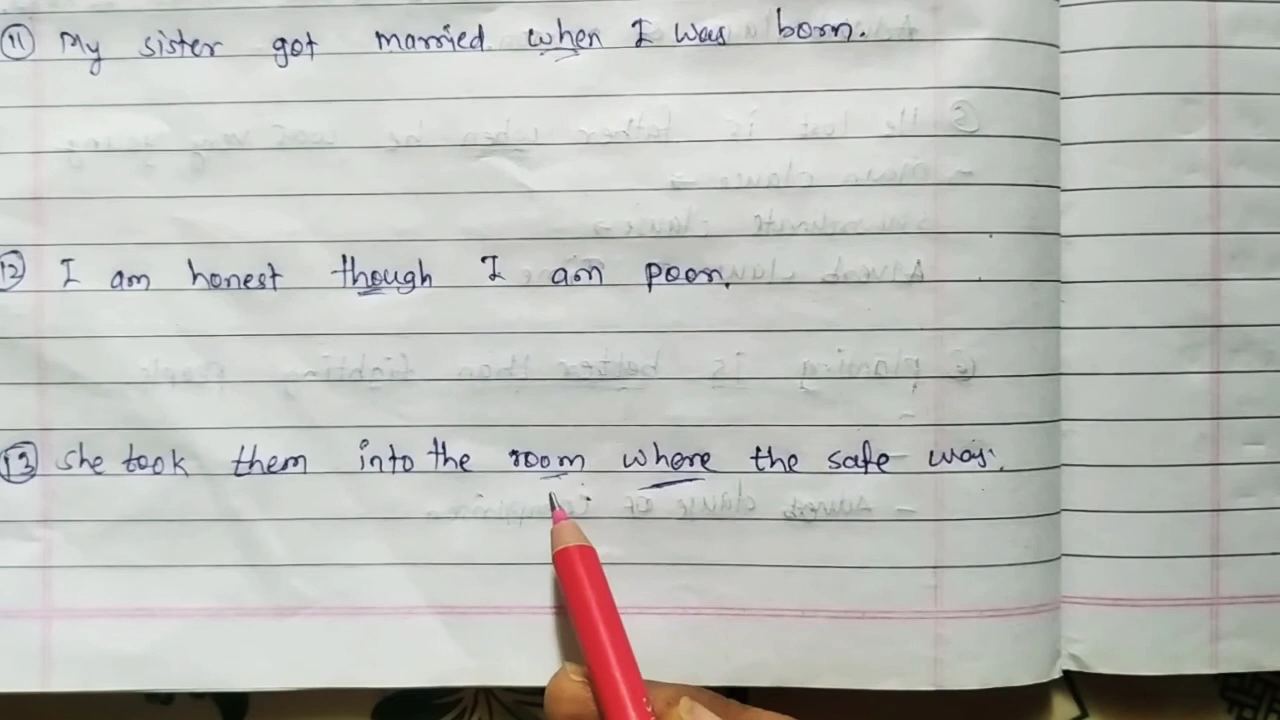 11 My sister got married when I was born.
12 I am honest though I am poor.
13 she took them into the room where the safe was.